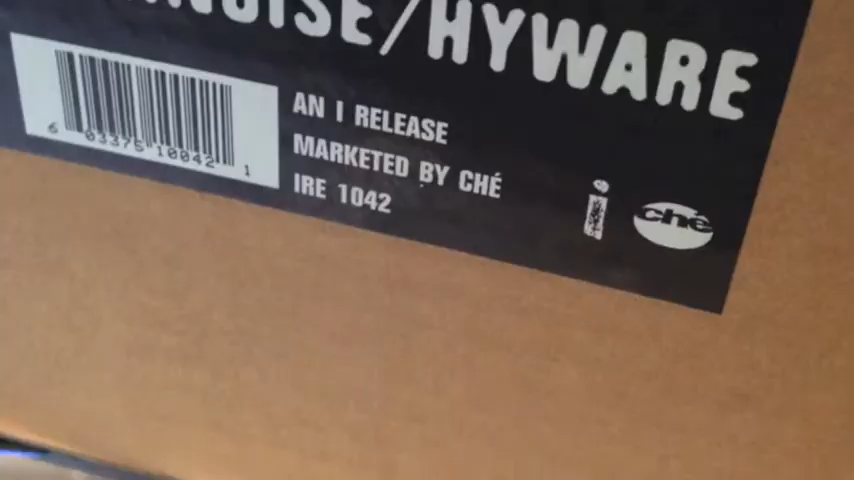 /HYWARE
AN I RELEASE
MARKETED BY CHÉ
IRE 1042
6 03375 10042 1
i
ché